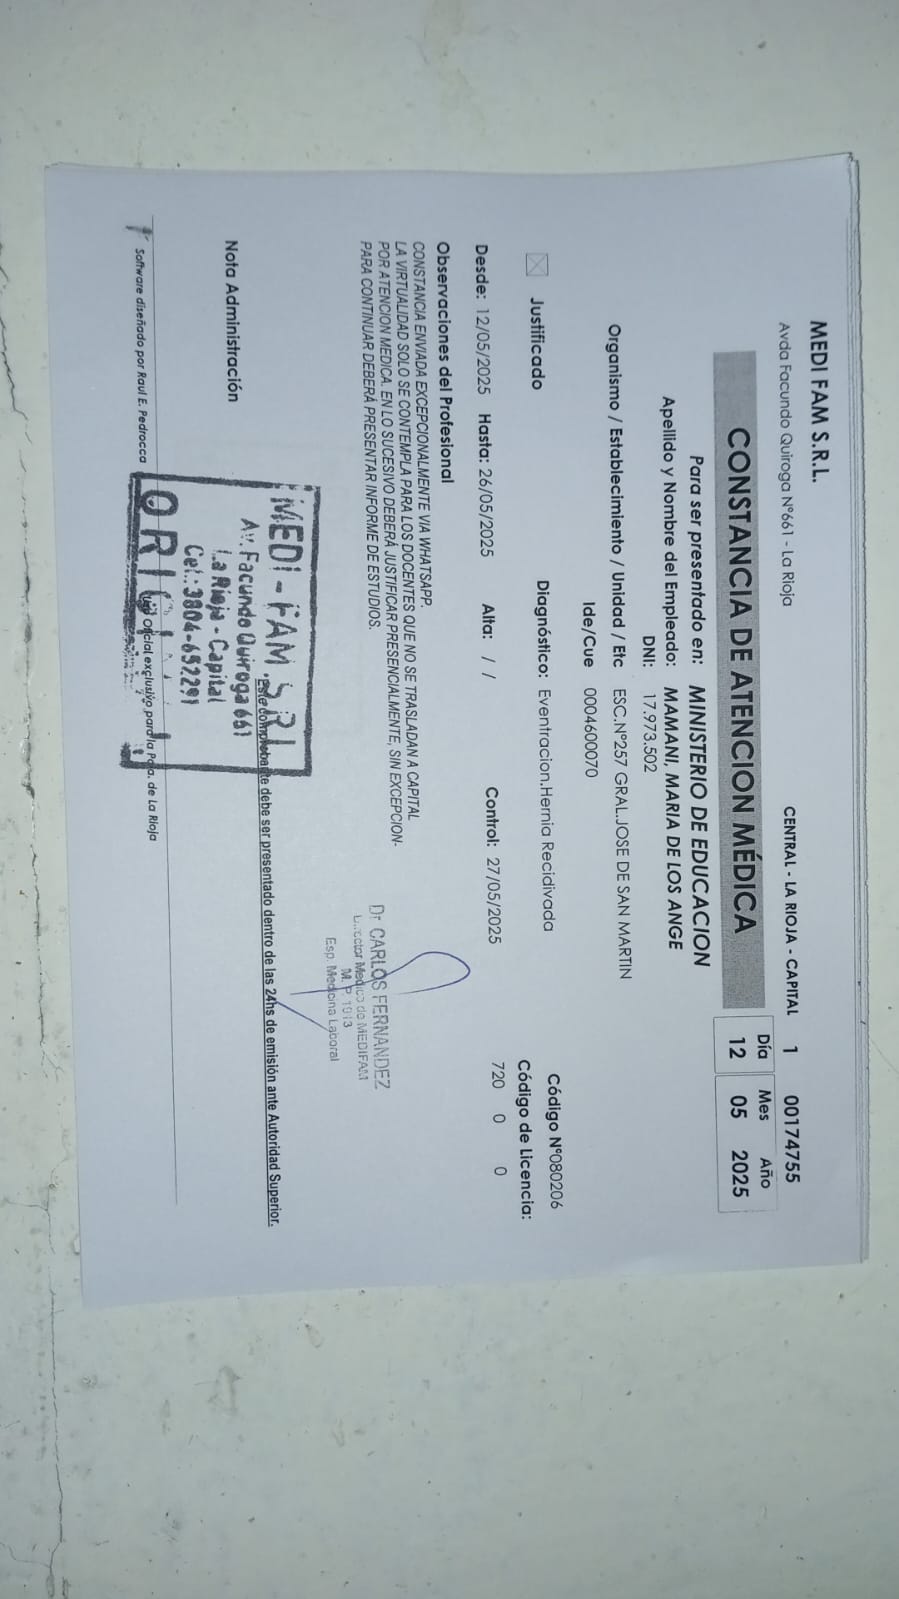 MEDI FAM S.R.L.
Avda Facundo Quiroga N°661 - La Rioja
CENTRAL - LA RIOJA - CAPITAL 1 00174755
CONSTANCIA DE ATENCION MÉDICA
Día Mes Año
12 05 2025
Para ser presentado en: MINISTERIO DE EDUCACION
Apellido y Nombre del Empleado: MAMANI, MARIA DE LOS ANGE
DNI: 17.973.502
Organismo / Establecimiento / Unidad / Etc ESC.N°257 GRAL.JOSE DE SAN MARTIN
Ide/Cue 0004600070
Código N°080206
Justificado Diagnóstico: Eventracion.Hernia Recidivada
Código de Licencia:
Desde: 12/05/2025 Hasta: 26/05/2025 Alta: / / Control: 27/05/2025 720 0 0
Observaciones del Profesional
CONSTANCIA ENVIADA EXCEPCIONALMENTE VIA WHATSAPP.
LA VIRTUALIDAD SOLO SE CONTEMPLA PARA LOS DOCENTES QUE NO SE TRASLADAN A CAPITAL
POR ATENCION MEDICA. EN LO SUCESIVO DEBERÁ JUSTIFICAR PRESENCIALMENTE, SIN EXCEPCION-
PARA CONTINUAR DEBERÁ PRESENTAR INFORME DE ESTUDIOS.
Dr. CARLOS FERNANDEZ
Director Medico de MEDIFAM
M. P 1913
Esp. Medicina Laboral
MEDI - FAM S.R.L.
Av. Facundo Quiroga 661
La Rioja - Capital
Cel.: 3804-652291
Este comprobante debe ser presentado dentro de las 24hs de emisión ante Autoridad Superior.
Nota Administración
Software diseñado por Raul E. Pedrocca
Oficial exclusivo para la Pcia. de La Rioja